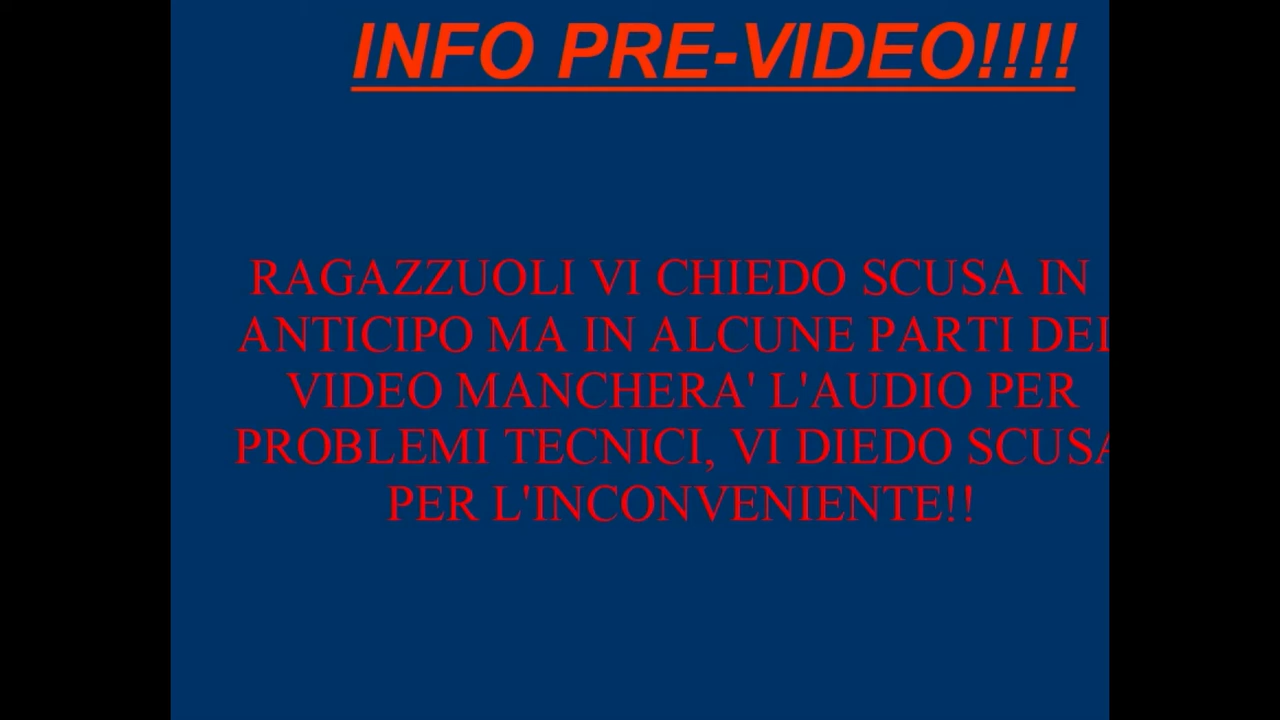 INFO PRE-VIDEO!!!!
RAGAZZUOLI VI CHIEDO SCUSA IN
ANTICIPO MA IN ALCUNE PARTI DEL
VIDEO MANCHERA' L'AUDIO PER
PROBLEMI TECNICI, VI DIEDO SCUSA
PER L'INCONVENIENTE!!